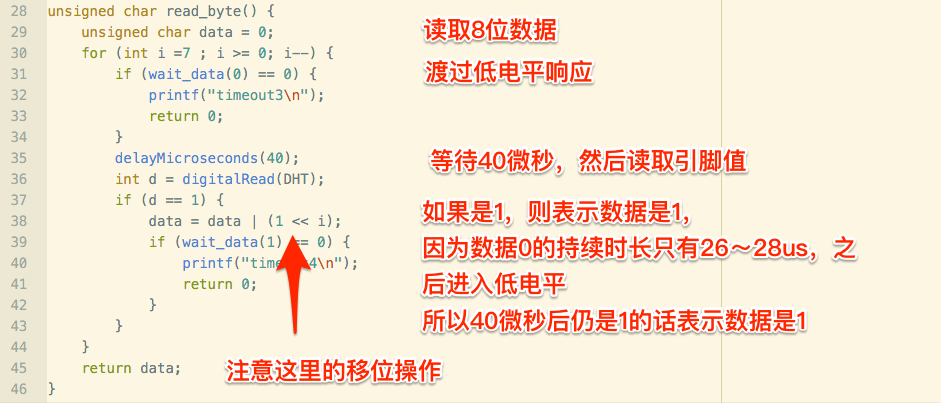 28 unsigned char read_byte() {
29 unsigned char data = 0;
读取8位数据
30 for (int i =7 ; i >= 0; i--) {
31 if (wait_data(0) == 0) {
渡过低电平响应
32 printf("timeout3\n");
33 return 0;
34 }
35 delayMicroseconds(40);
等待40微秒，然后读取引脚值
36 int d = digitalRead(DHT);
37 if (d == 1) {
如果是1，则表示数据是1，
38 data = data | (1 << i);
39 if (wait_data(1) == 0) {
因为数据0的持续时长只有26～28us，之
40 printf("time 4\n");
41 return 0;
后进入低电平
42 }
所以40微秒后仍是1的话表示数据是1
43 }
44 }
45 return data;
注意这里的移位操作
46 }